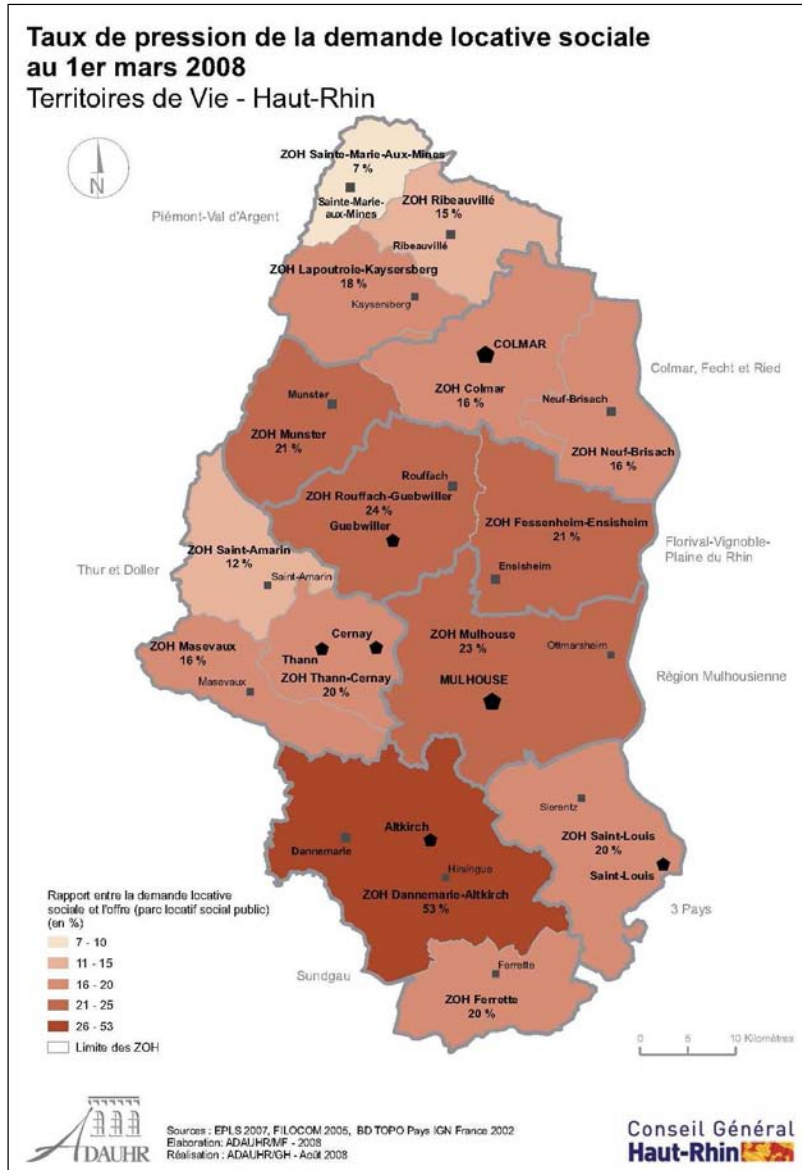 Taux de pression de la demande locative sociale
au 1er mars 2008
Territoires de Vie - Haut-Rhin
N
ZOH Sainte-Marie-Aux-Mines
7 %
Sainte-Marie-
aux-Mines
Piémont-Val d'Argent
ZOH Ribeauvillé
15 %
Ribeauvillé
ZOH Lapoutroie-Kaysersberg
18 %
Kaysersberg
COLMAR
ZOH Colmar
16 %
Colmar, Fecht et Ried
Neuf-Brisach
ZOH Neuf-Brisach
16 %
Munster
ZOH Munster
21 %
Rouffach
ZOH Rouffach-Guebwiller
24 %
Guebwiller
ZOH Fessenheim-Ensisheim
21 %
Ensisheim
Florival-Vignoble-
Plaine du Rhin
ZOH Saint-Amarin
12 %
Saint-Amarin
Thur et Doller
ZOH Masevaux
16 %
Masevaux
Cernay
Thann
ZOH Thann-Cernay
20 %
ZOH Mulhouse
23 %
Ottmarsheim
MULHOUSE
Région Mulhousienne
Sierentz
ZOH Saint-Louis
20 %
Saint-Louis
3 Pays
Altkirch
Dannemarie
Hirsingue
ZOH Dannemarie-Altkirch
53 %
Sundgau
Ferrette
ZOH Ferrette
20 %
Rapport entre la demande locative
sociale et l'offre (parc locatif social public)
(en %)
7 - 10
11 - 15
16 - 20
21 - 25
26 - 53
Limite des ZOH
0 5 10 Kilomètres
ADAUHR
Sources : EPLS 2007, FILOCOM 2005, BD TOPO Pays IGN France 2002
Elaboration: ADAUHR/MF - 2008
Réalisation : ADAUHR/GH - Août 2008
Conseil Général
Haut-Rhin